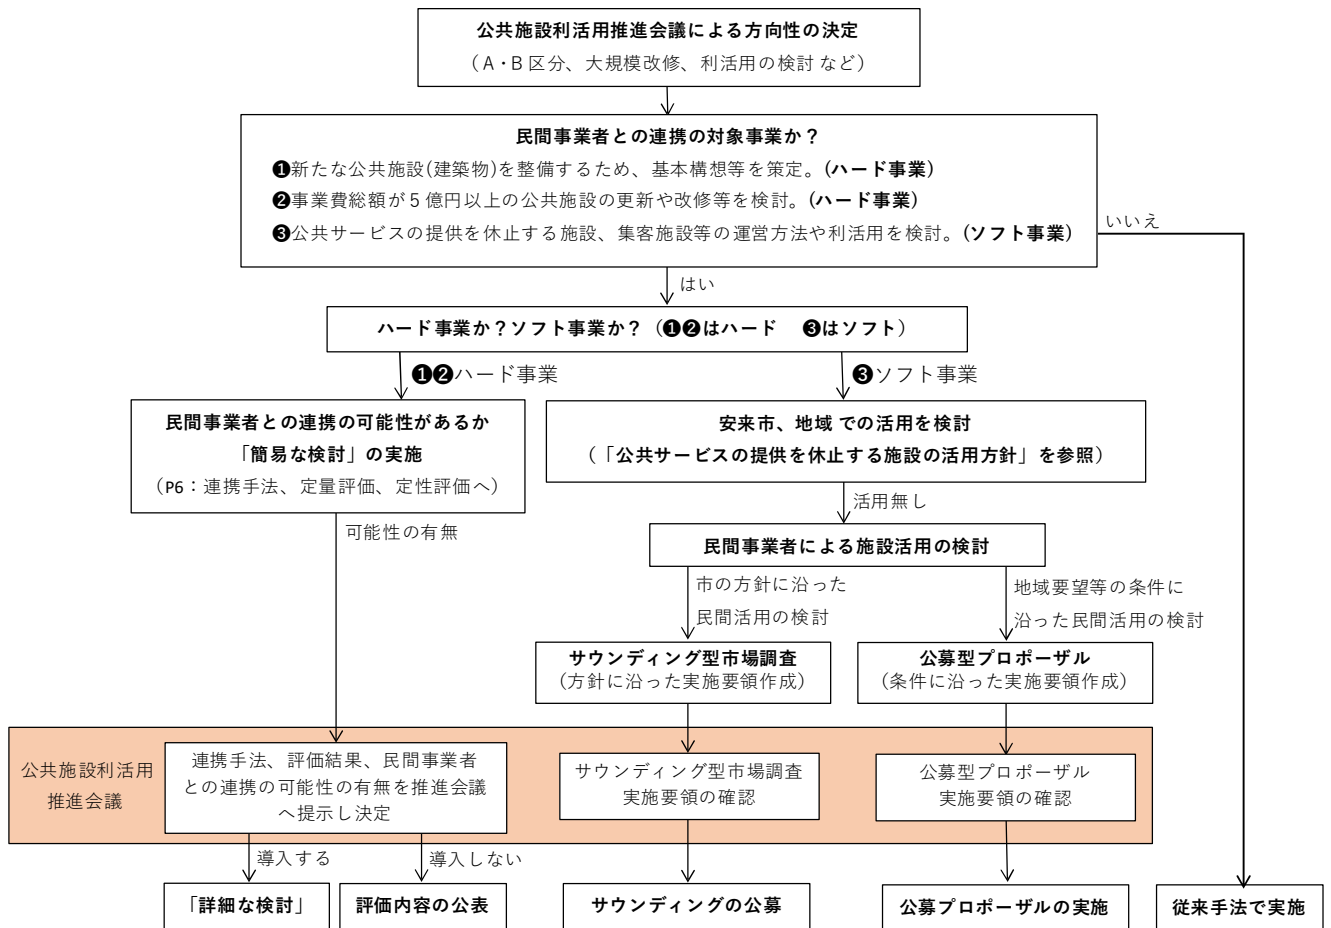 公共施設利活用推進会議による方向性の決定
（A・B 区分、大規模改修、利活用の検討 など）
民間事業者との連携の対象事業か？
❶新たな公共施設(建築物)を整備するため、基本構想等を策定。(ハード事業)
❷事業費総額が５億円以上の公共施設の更新や改修等を検討。(ハード事業)
❸公共サービスの提供を休止する施設、集客施設等の運営方法や利活用を検討。(ソフト事業)
いいえ
はい
ハード事業か？ソフト事業か？（❶❷はハード　❸はソフト）
❶❷ハード事業
❸ソフト事業
民間事業者との連携の可能性があるか
「簡易な検討」の実施
（P6：連携手法、定量評価、定性評価へ）
安来市、地域 での活用を検討
（「公共サービスの提供を休止する施設の活用方針」を参照）
可能性の有無
活用無し
民間事業者による施設活用の検討
市の方針に沿った
民間活用の検討
地域要望等の条件に
沿った民間活用の検討
サウンディング型市場調査
（方針に沿った実施要領作成）
公募型プロポーザル
（条件に沿った実施要領作成）
公共施設利活用
推進会議
連携手法、評価結果、民間事業者
との連携の可能性の有無を推進会議
へ提示し決定
サウンディング型市場調査
実施要領の確認
公募型プロポーザル
実施要領の確認
導入する
導入しない
「詳細な検討」
評価内容の公表
サウンディングの公募
公募プロポーザルの実施
従来手法で実施